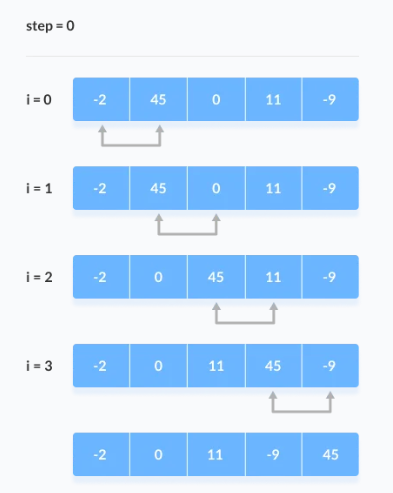 step = 0
i = 0 -2 45 0 11 -9
i = 1 -2 45 0 11 -9
i = 2 -2 0 45 11 -9
i = 3 -2 0 11 45 -9
-2 0 11 -9 45